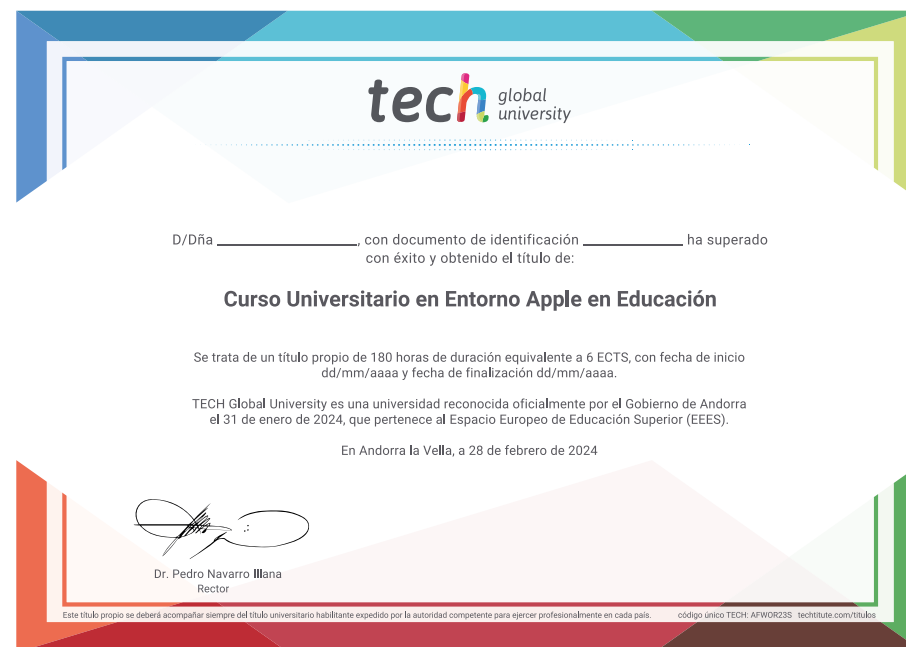 tech global university
D/Dña ____________, con documento de identificación ____________ ha superado
con éxito y obtenido el título de:
Curso Universitario en Entorno Apple en Educación
Se trata de un título propio de 180 horas de duración equivalente a 6 ECTS, con fecha de inicio
dd/mm/aaaa y fecha de finalización dd/mm/aaaa.
TECH Global University es una universidad reconocida oficialmente por el Gobierno de Andorra
el 31 de enero de 2024, que pertenece al Espacio Europeo de Educación Superior (EEES).
En Andorra la Vella, a 28 de febrero de 2024
Dr. Pedro Navarro Illana
Rector
Este título propio se deberá acompañar siempre del título universitario habilitante expedido por la autoridad competente para ejercer profesionalmente en cada país. código único TECH: AFWOR23S techtitute.com/titulos